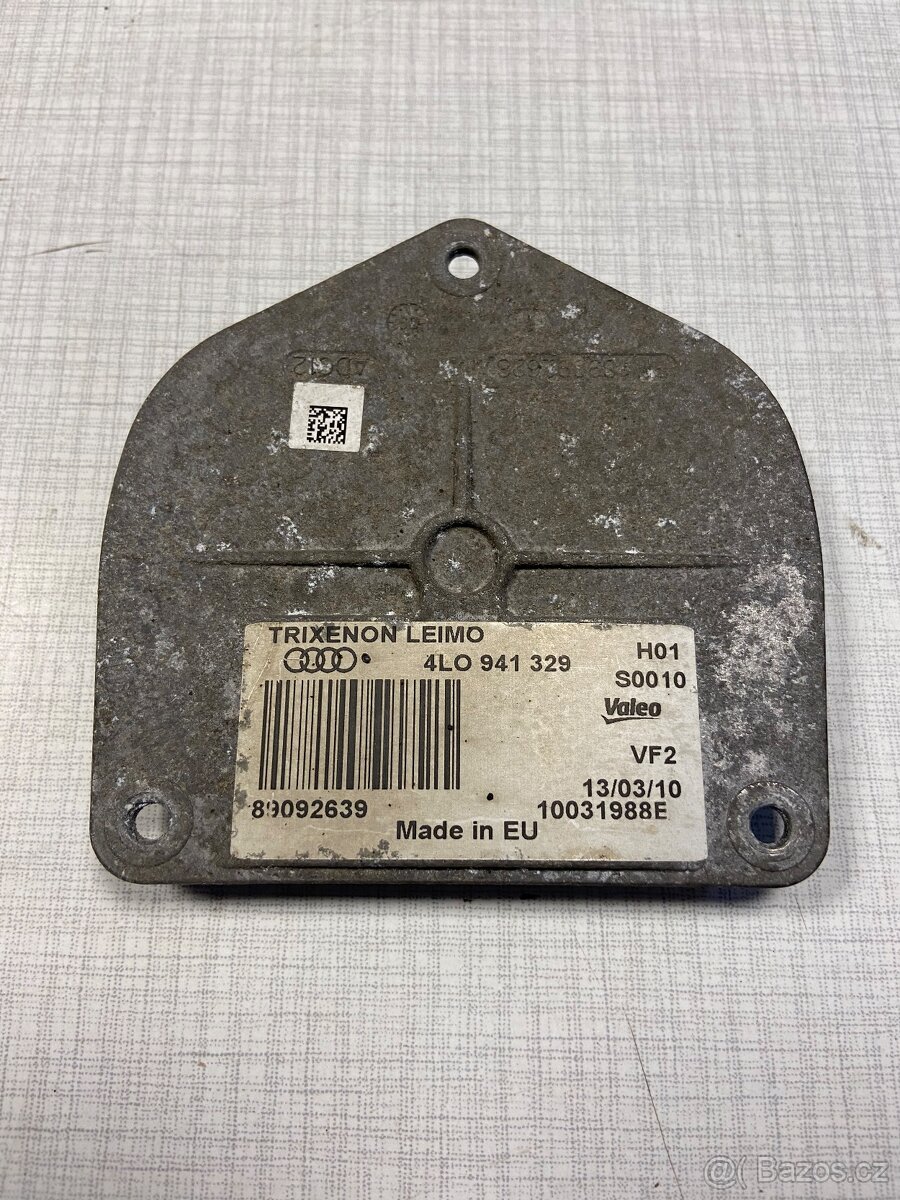 ADC12
TRIXENON LEIMO
4LO 941 329
H01
S0010
Valeo
VF2
13/03/10
89092639
10031988E
Made in EU
@ Bazos.cz